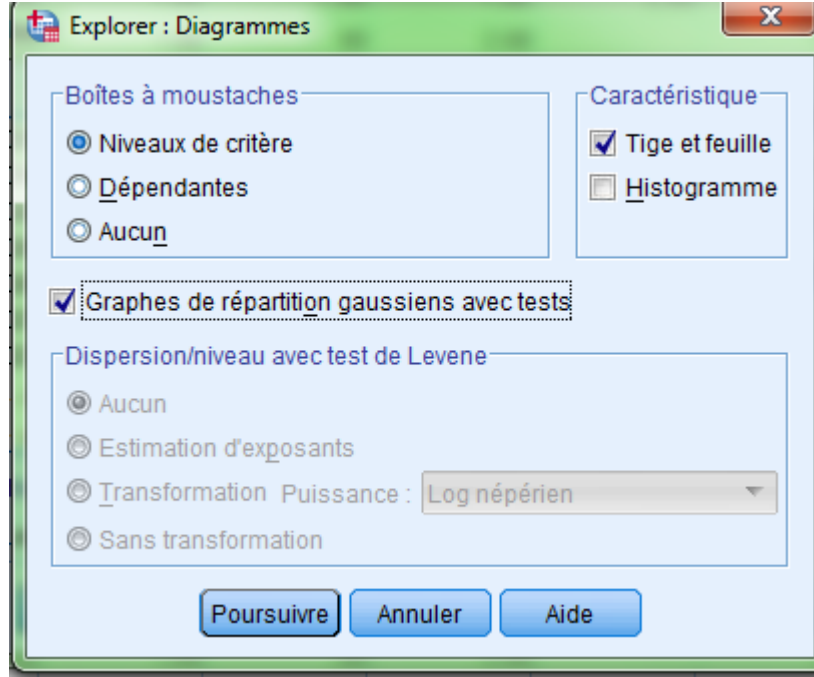 Explorer : Diagrammes
Boîtes à moustaches
Niveaux de critère
Dépendantes
Aucun
Caractéristique
Tige et feuille
Histogramme
Graphes de répartition gaussiens avec tests
Dispersion/niveau avec test de Levene
Aucun
Estimation d'exposants
Transformation Puissance : Log népérien
Sans transformation
Poursuivre Annuler Aide